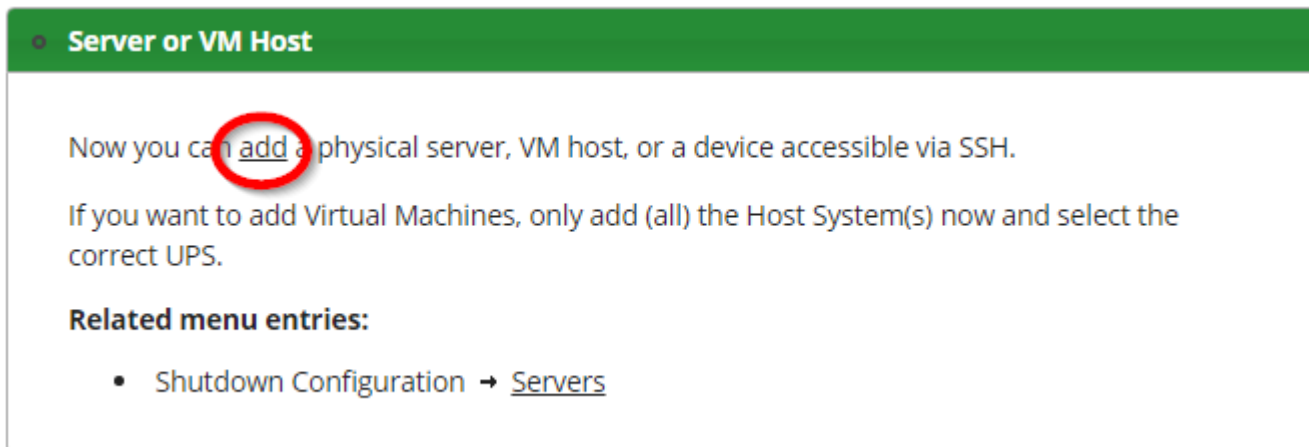 Server or VM Host
Now you can add a physical server, VM host, or a device accessible via SSH.
If you want to add Virtual Machines, only add (all) the Host System(s) now and select the
correct UPS.
Related menu entries:
• Shutdown Configuration → Servers